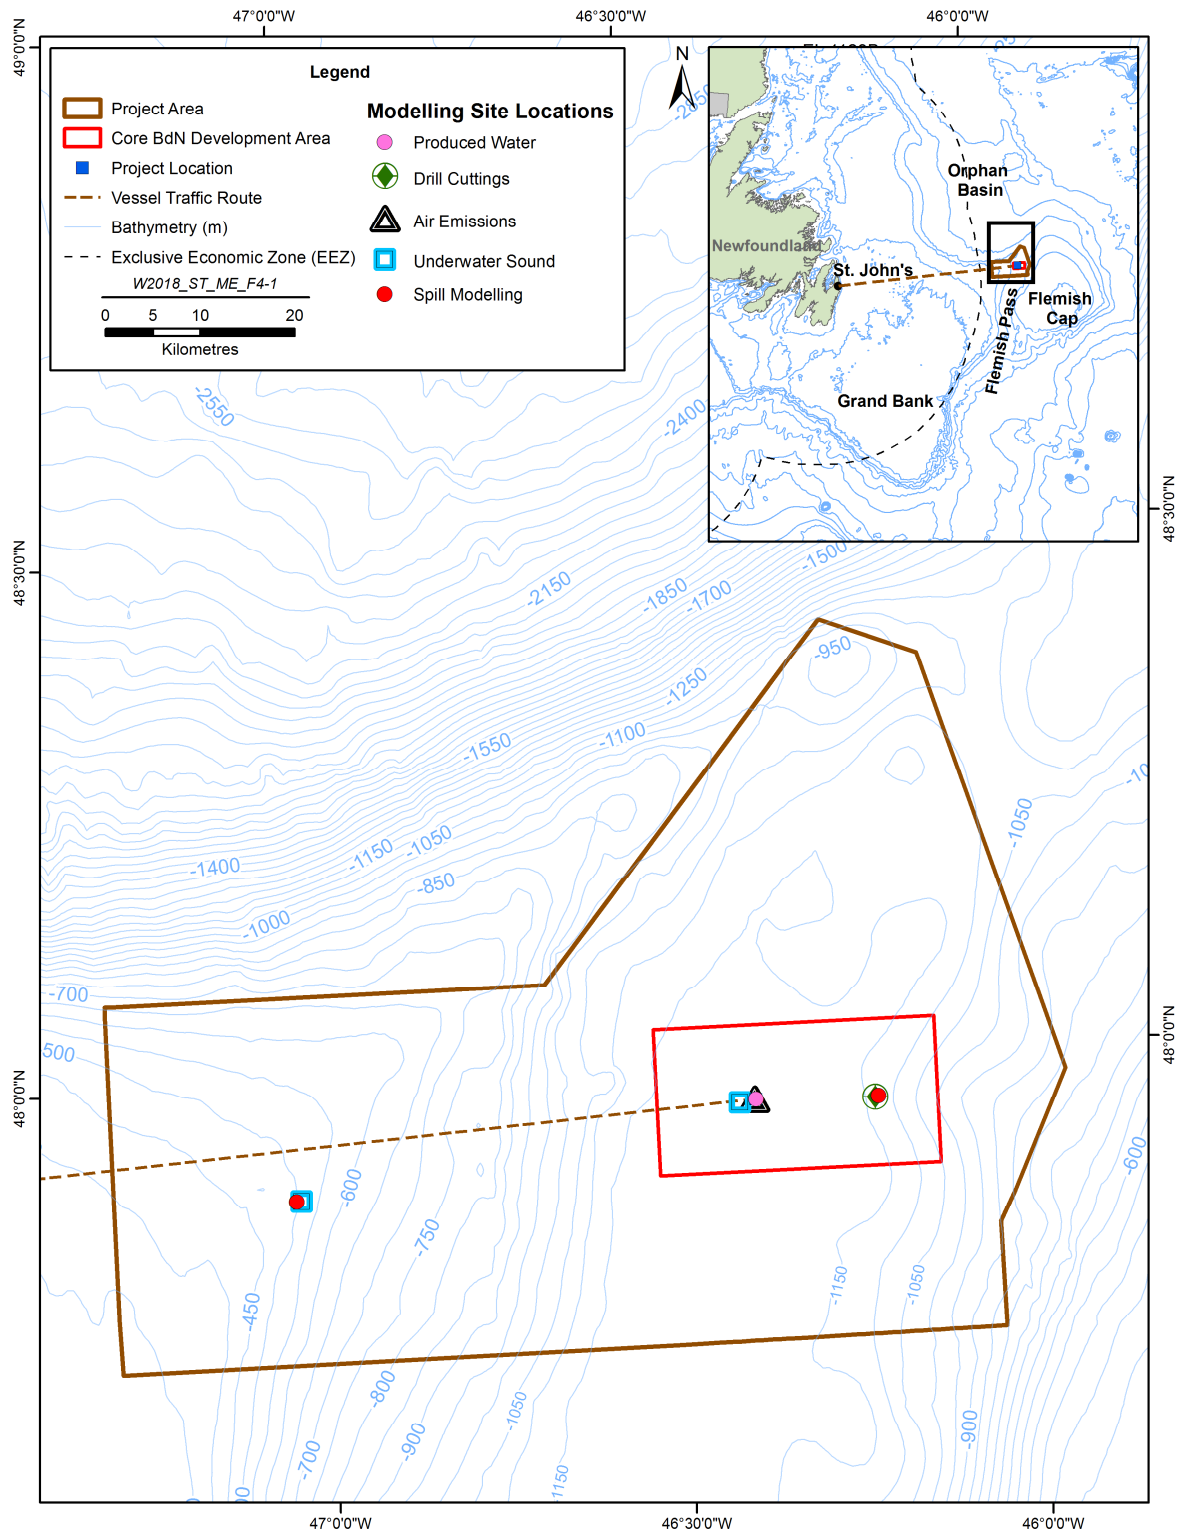 47°0'0"W
46°30'0"W
46°0'0"W
49°0'0"N
Legend
Project Area
Core BdN Development Area
Project Location
Vessel Traffic Route
Bathymetry (m)
Exclusive Economic Zone (EEZ)
W2018_ST_ME_F4-1
0 5 10 20
Kilometres
Modelling Site Locations
Produced Water
Drill Cuttings
Air Emissions
Underwater Sound
Spill Modelling
N
Orphan
Basin
Newfoundland
St. John's
Flemish
Cap
Flemish Pass
Grand Bank
-2550
-2400
48°30'0"N
-1500
48°30'0"N
-2150
-1850
-1700
-950
-1250
-1100
-1550
-1050
-1050
-1150
-1400
-850
-1000
-700
500
48°0'0"N
48°0'0"N
-600
-600
-750
-450
-1150
-1050
-800
-1050
-900
-900
-700
1150
47°0'0"W
46°30'0"W
46°0'0"W